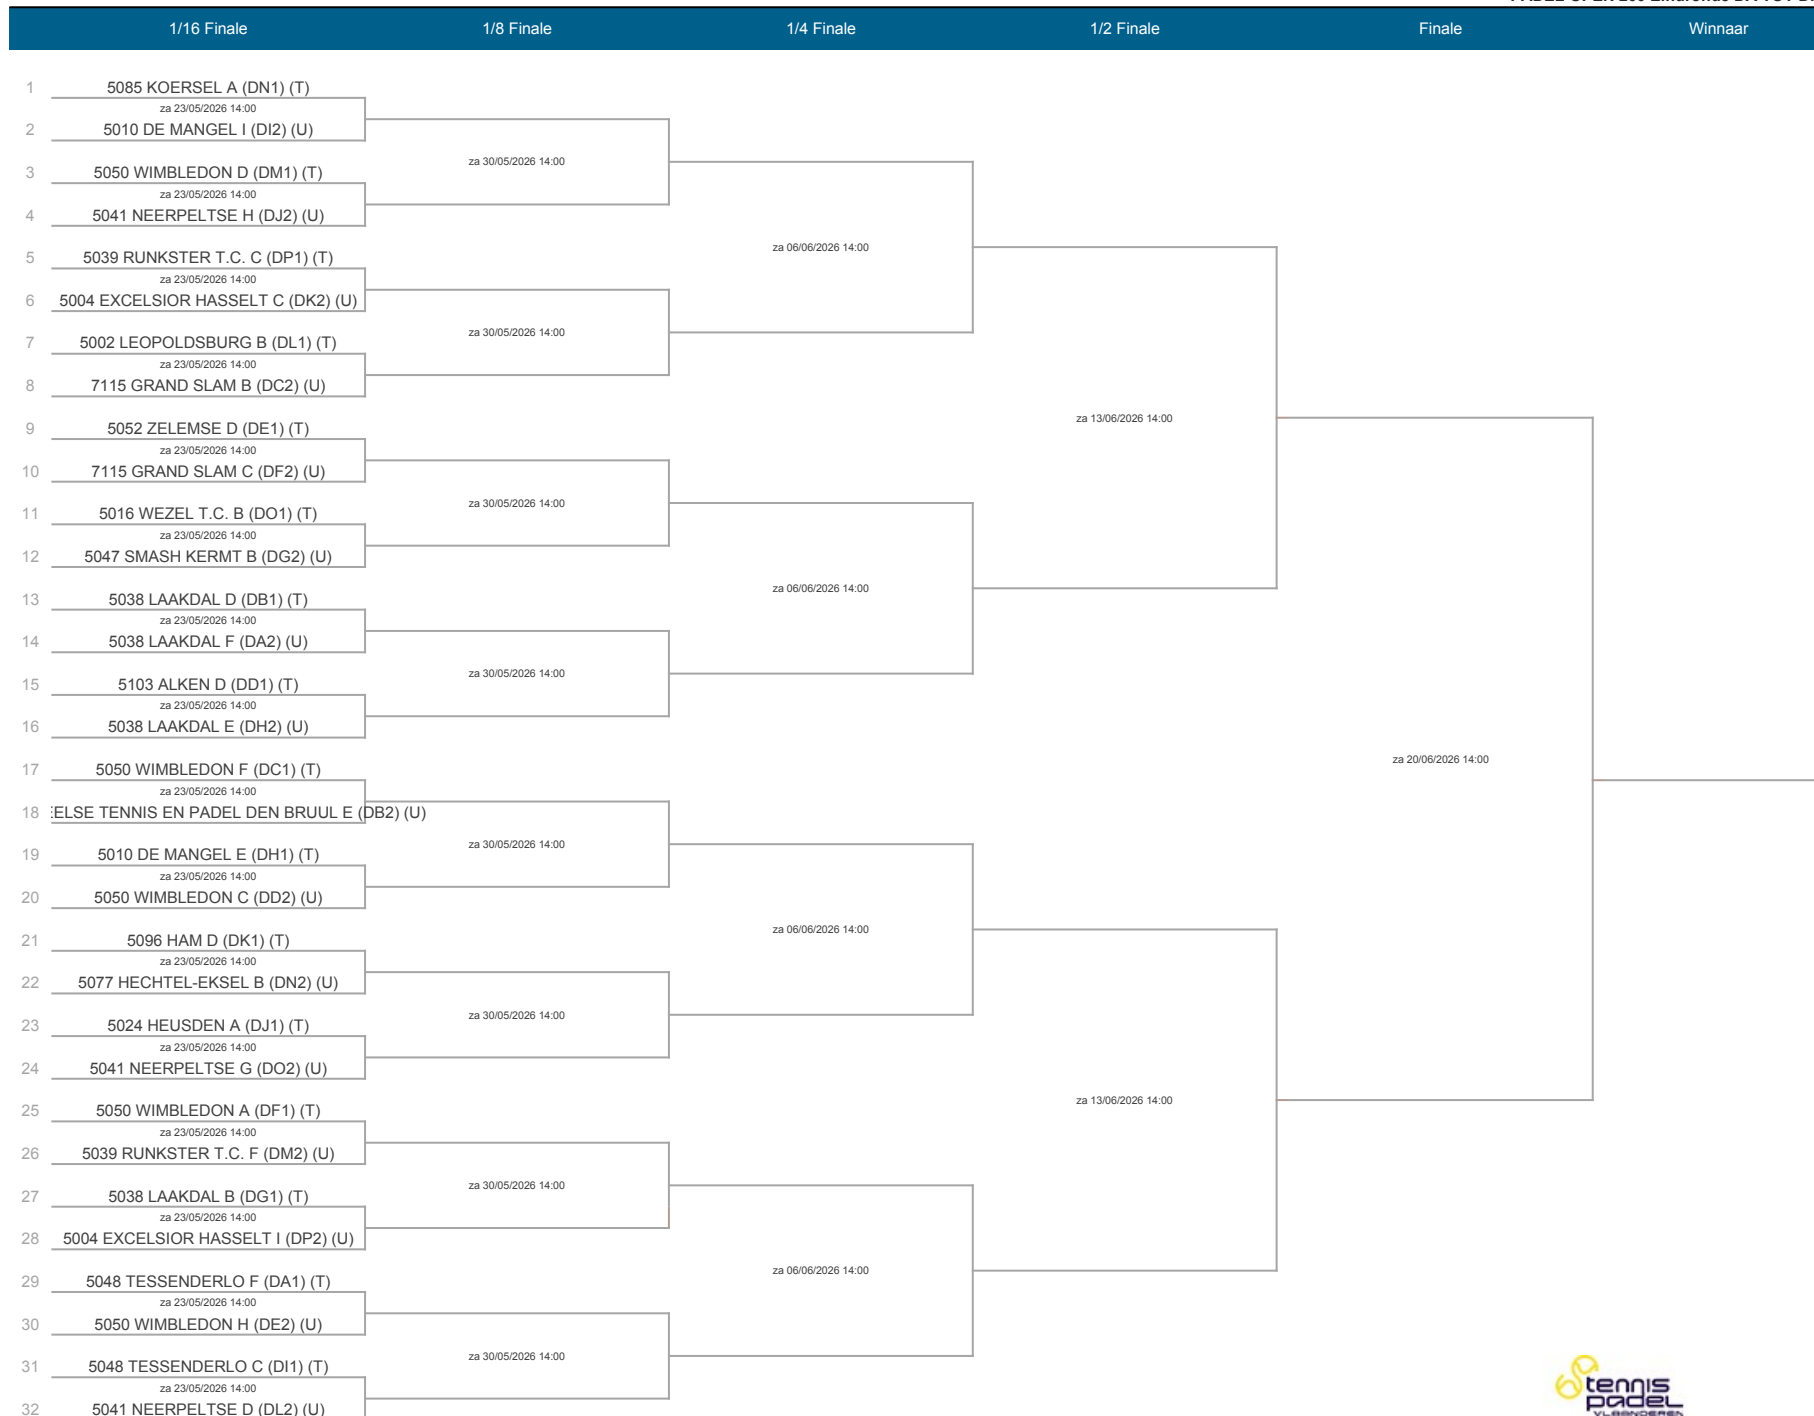 1/16 Finale 1/8 Finale 1/4 Finale 1/2 Finale Finale Winnaar
1 5085 KOERSEL A (DN1) (T)
za 23/05/2026 14:00
2 5010 DE MANGEL I (DI2) (U)
za 30/05/2026 14:00
3 5050 WIMBLEDON D (DM1) (T)
za 23/05/2026 14:00
4 5041 NEERPELTSE H (DJ2) (U)
za 06/06/2026 14:00
5 5039 RUNKSTER T.C. C (DP1) (T)
za 23/05/2026 14:00
6 5004 EXCELSIOR HASSELT C (DK2) (U)
za 30/05/2026 14:00
7 5002 LEOPOLDSBURG B (DL1) (T)
za 23/05/2026 14:00
8 7115 GRAND SLAM B (DC2) (U)
za 13/06/2026 14:00
9 5052 ZELEMSE D (DE1) (T)
za 23/05/2026 14:00
10 7115 GRAND SLAM C (DF2) (U)
za 30/05/2026 14:00
11 5016 WEZEL T.C. B (DO1) (T)
za 23/05/2026 14:00
12 5047 SMASH KERMT B (DG2) (U)
za 06/06/2026 14:00
13 5038 LAAKDAL D (DB1) (T)
za 23/05/2026 14:00
14 5038 LAAKDAL F (DA2) (U)
za 30/05/2026 14:00
15 5103 ALKEN D (DD1) (T)
za 23/05/2026 14:00
16 5038 LAAKDAL E (DH2) (U)
za 20/06/2026 14:00
17 5050 WIMBLEDON F (DC1) (T)
za 23/05/2026 14:00
18 EELSE TENNIS EN PADEL DEN BRUUL E (DB2) (U)
za 30/05/2026 14:00
19 5010 DE MANGEL E (DH1) (T)
za 23/05/2026 14:00
20 5050 WIMBLEDON C (DD2) (U)
za 06/06/2026 14:00
21 5096 HAM D (DK1) (T)
za 23/05/2026 14:00
22 5077 HECHTEL-EKSEL B (DN2) (U)
za 30/05/2026 14:00
23 5024 HEUSDEN A (DJ1) (T)
za 23/05/2026 14:00
24 5041 NEERPELTSE G (DO2) (U)
za 13/06/2026 14:00
25 5050 WIMBLEDON A (DF1) (T)
za 23/05/2026 14:00
26 5039 RUNKSTER T.C. F (DM2) (U)
za 30/05/2026 14:00
27 5038 LAAKDAL B (DG1) (T)
za 23/05/2026 14:00
28 5004 EXCELSIOR HASSELT I (DP2) (U)
za 06/06/2026 14:00
29 5048 TESSENDERLO F (DA1) (T)
za 23/05/2026 14:00
30 5050 WIMBLEDON H (DE2) (U)
za 30/05/2026 14:00
31 5048 TESSENDERLO C (DI1) (T)
za 23/05/2026 14:00
32 5041 NEERPELTSE D (DL2) (U)
tennis
padel
VLAANDEREN